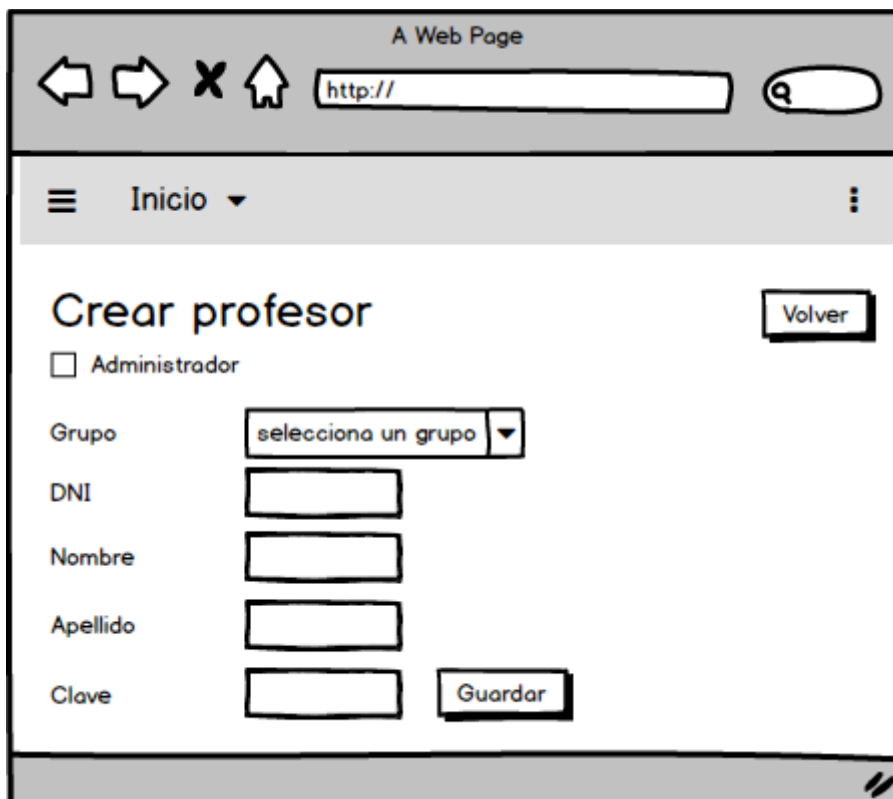 A Web Page
http://
Inicio
Crear profesor
Volver
Administrador
Grupo
selecciona un grupo
DNI
Nombre
Apellido
Clave
Guardar